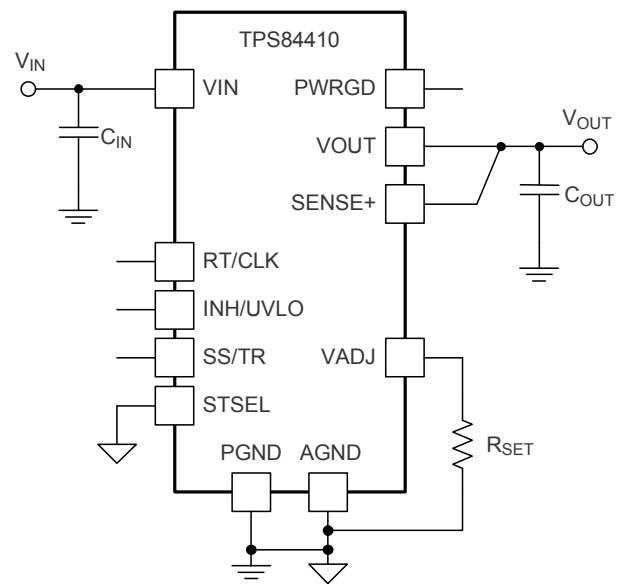 TPS84410
V_IN
VIN
PWRGD
C_IN
VOUT
V_OUT
SENSE+
C_OUT
RT/CLK
INH/UVLO
SS/TR
VADJ
STSEL
R_SET
PGND
AGND